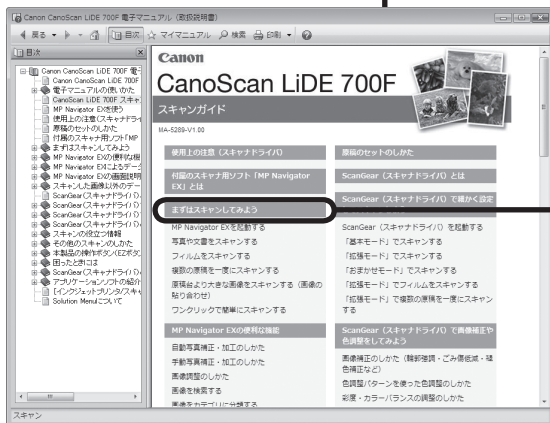 Canon CanoScan LiDE 700F 電子マニュアル（取扱説明書）
戻る 目次 マイマニュアル 検索 印刷
目次
Canon CanoScan LiDE 700F 電子
Canon CanoScan LiDE 700F
電子マニュアルの使いかた
CanoScan LiDE 700F スキャ
MP Navigator EXを使う
使用上の注意(スキャナドライ
原稿のセットのしかた
付属のスキャナ用ソフト「MP
まずはスキャンしてみよう
MP Navigator EXの便利な機
MP Navigator EXによるデータ
MP Navigator EXの画面説明
スキャンした画像以外のデー
ScanGear(スキャナドライバ)
ScanGear(スキャナドライバ)
ScanGear(スキャナドライバ)
ScanGear(スキャナドライバ)
スキャンの役立つ情報
その他のスキャンのしかた
本製品の操作ボタン(EZボタ
困ったときには
ScanGear(スキャナドライバ)
アプリケーションソフトの紹介
[インクジェットプリンタ/スキャ
Solution Menuについて
Canon
CanoScan LiDE 700F
スキャンガイド
MA-5289-V1.00
使用上の注意（スキャナドライバ）
付属のスキャナ用ソフト「MP Navigator
EX」とは
まずはスキャンしてみよう
MP Navigator EXを起動する
写真や文書をスキャンする
フィルムをスキャンする
複数の原稿を一度にスキャンする
原稿台より大きな画像をスキャンする（画像の
貼り合わせ）
ワンクリックで簡単にスキャンする
MP Navigator EXの便利な機能
自動写真補正・加工のしかた
手動写真補正・加工のしかた
画像調整のしかた
画像を検索する
画像をカテゴリに分類する
原稿のセットのしかた
ScanGear（スキャナドライバ）とは
ScanGear（スキャナドライバ）で細かく設定
ScanGear（スキャナドライバ）を起動する
「基本モード」でスキャンする
「拡張モード」でスキャンする
「おまかせモード」でスキャンする
「拡張モード」でフィルムをスキャンする
「拡張モード」で複数の原稿を一度にスキャン
する
ScanGear（スキャナドライバ）で画像補正や
色調整をしてみよう
画像補正のしかた（輪郭強調・ごみ傷低減・褪
色補正など）
色調整パターンを使った色調整のしかた
彩度・カラーバランスの調整のしかた
スキャン